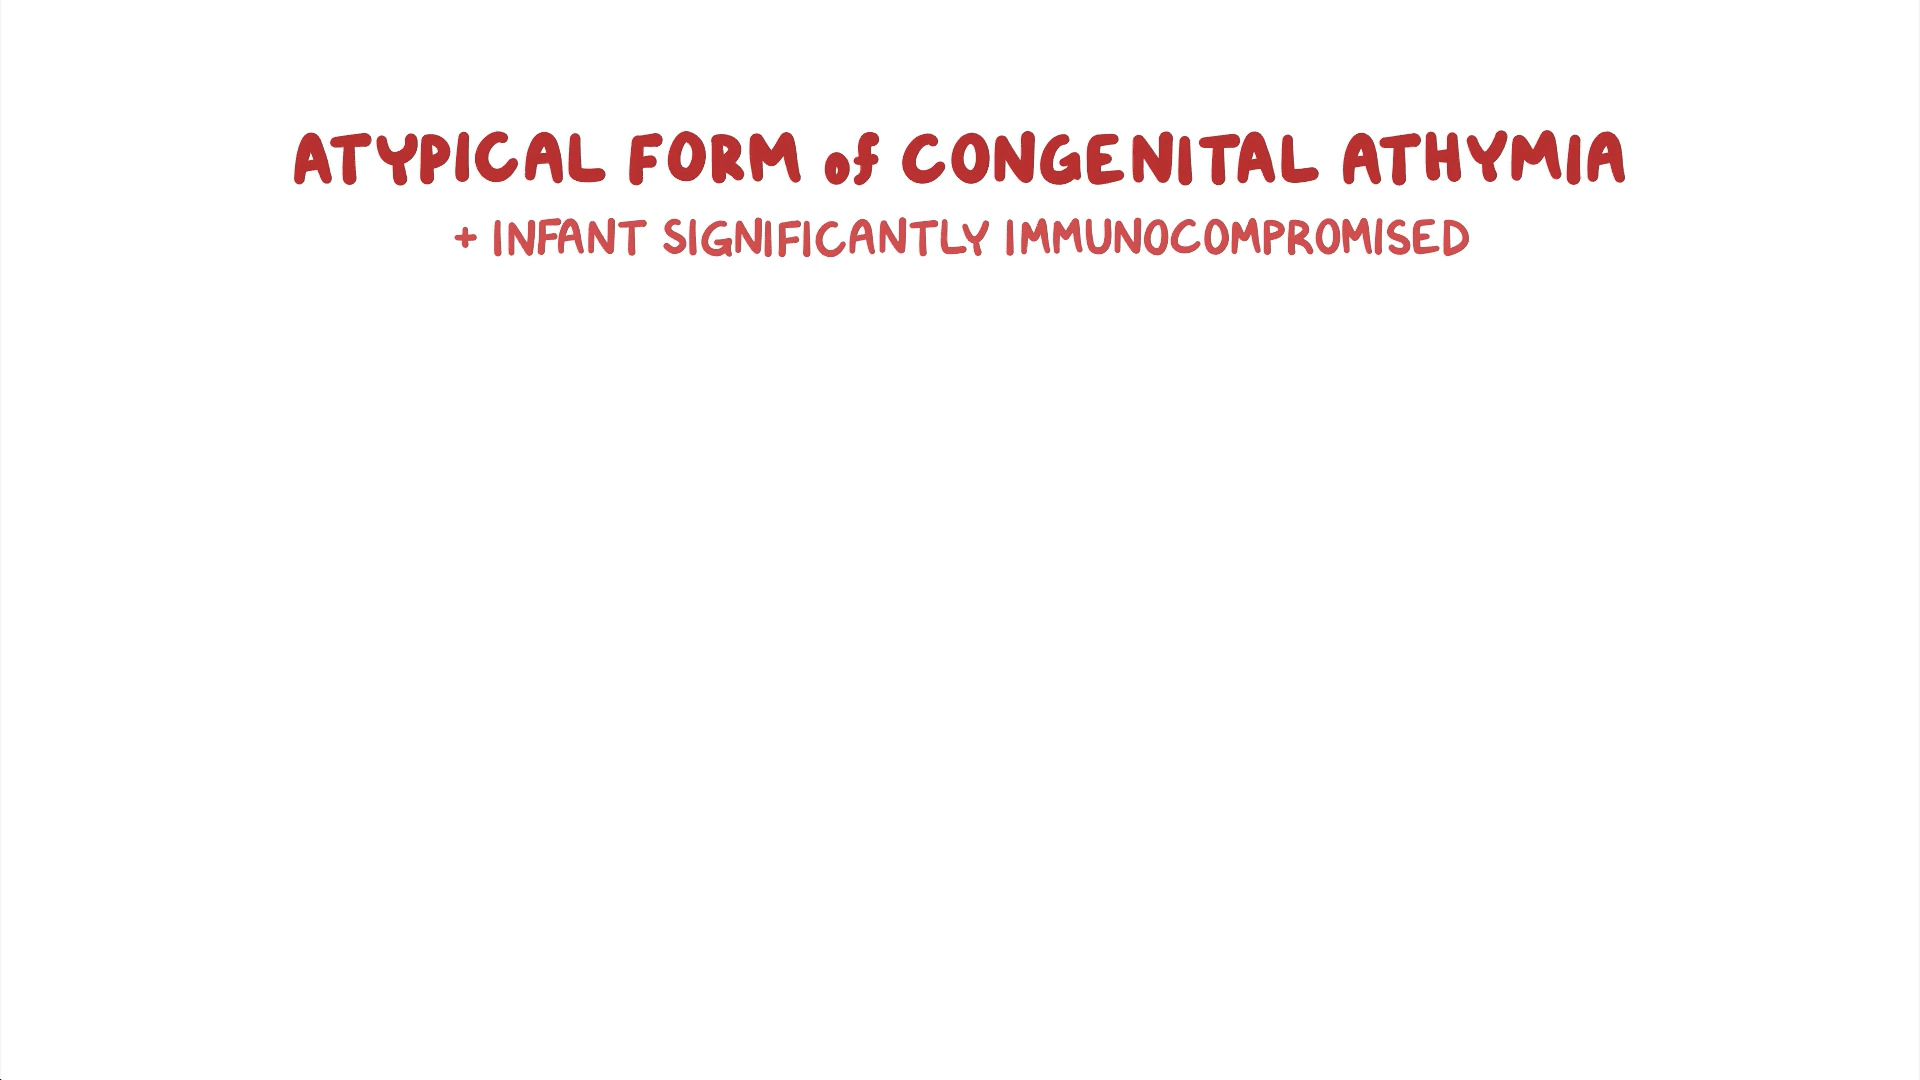 ATYPICAL FORM of CONGENITAL ATHYMIA
+ INFANT SIGNIFICANTLY IMMUNOCOMPROMISED